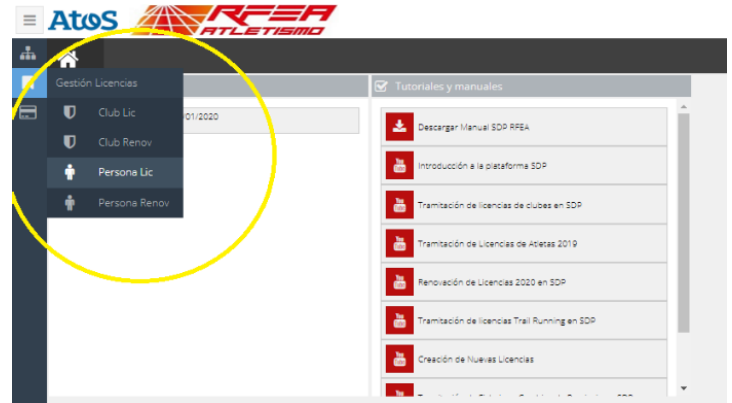 Atos RFEA
ATLETISMO
Gestión Licencias
Club Lic
Club Renov
Persona Lic
Persona Renov
01/2020
Tutoriales y manuales
Descargar Manual SDP RFEA
Introducción a la plataforma SDP
Tramitación de licencias de clubes en SDP
Tramitación de Licencias de Atletas 2019
Renovación de Licencias 2020 en SDP
Tramitación de licencias Trail Running en SDP
Creación de Nuevas Licencias